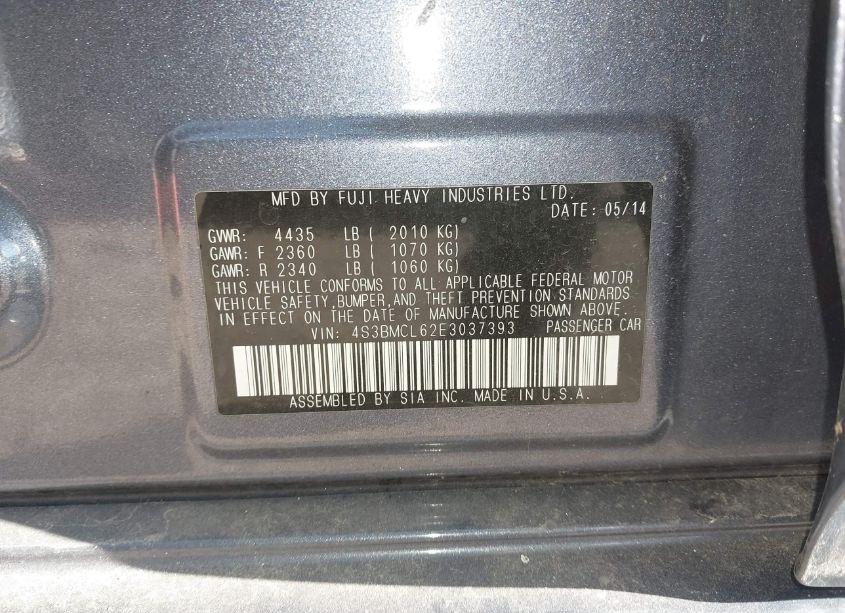 MFD BY FUJI HEAVY INDUSTRIES LTD.
DATE: 05/14
GVWR: 4435 LB ( 2010 KG)
GAWR: F 2360 LB ( 1070 KG)
GAWR: R 2340 LB ( 1060 KG)
THIS VEHICLE CONFORMS TO ALL APPLICABLE FEDERAL MOTOR
VEHICLE SAFETY,BUMPER,AND THEFT PREVENTION STANDARDS
IN EFFECT ON THE DATE OF MANUFACTURE SHOWN ABOVE.
VIN: 4S3BMCL62E3037393 PASSENGER CAR
ASSEMBLED BY SIA INC. MADE IN U.S.A.